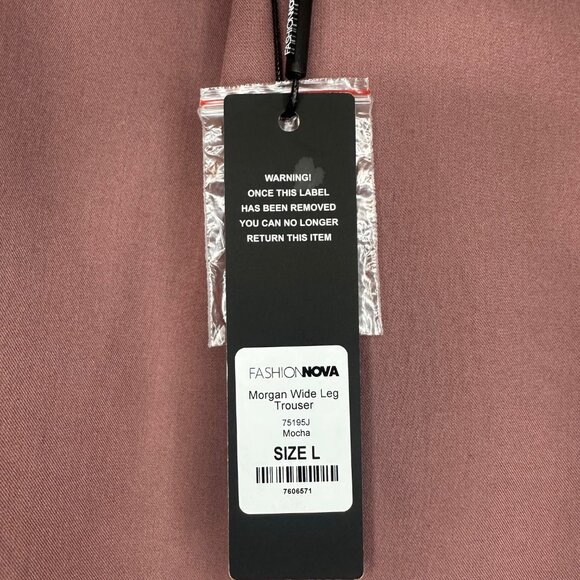 FASHIONNOVA
WARNING!
ONCE THIS LABEL
HAS BEEN REMOVED
YOU CAN NO LONGER
RETURN THIS ITEM
FASHIONNOVA
Morgan Wide Leg
Trouser
75195J
Mocha
SIZE L
7606571